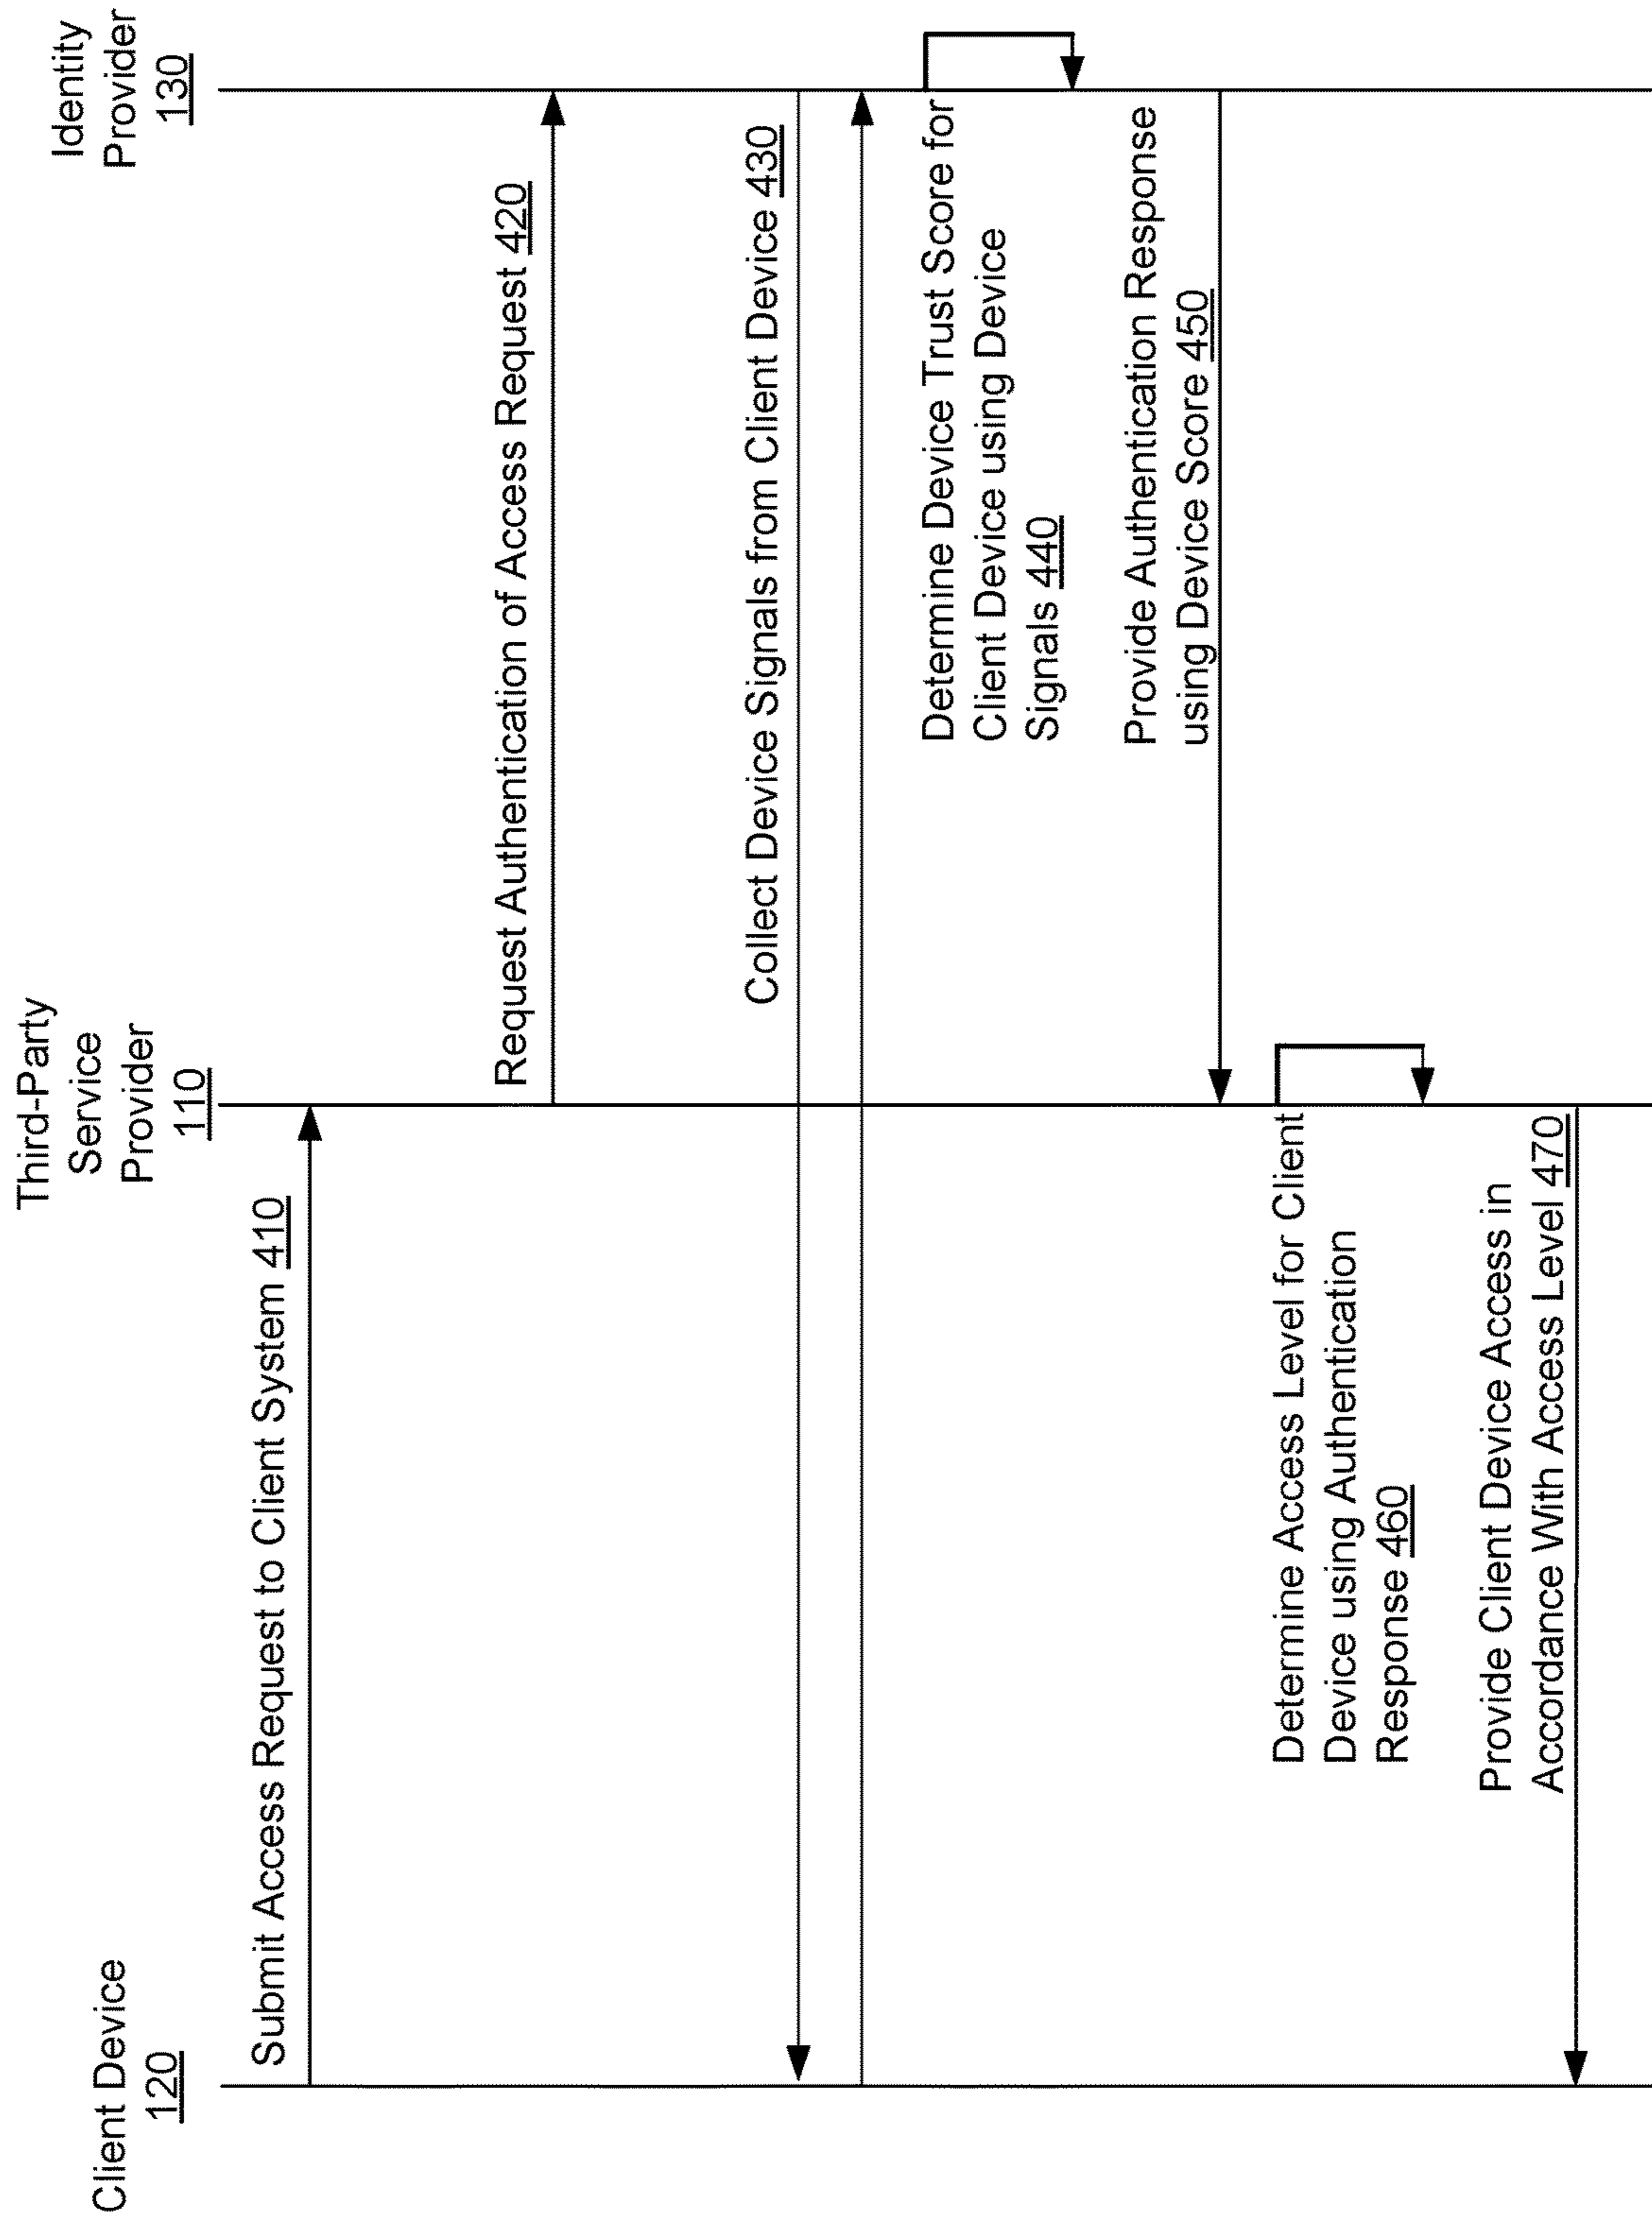 Client Device
120
Third-Party
Service
Provider
110
Identity
Provider
130
Submit Access Request to Client System 410
Request Authentication of Access Request 420
Collect Device Signals from Client Device 430
Determine Device Trust Score for
Client Device using Device
Signals 440
Provide Authentication Response
using Device Score 450
Determine Access Level for Client
Device using Authentication
Response 460
Provide Client Device Access in
Accordance With Access Level 470